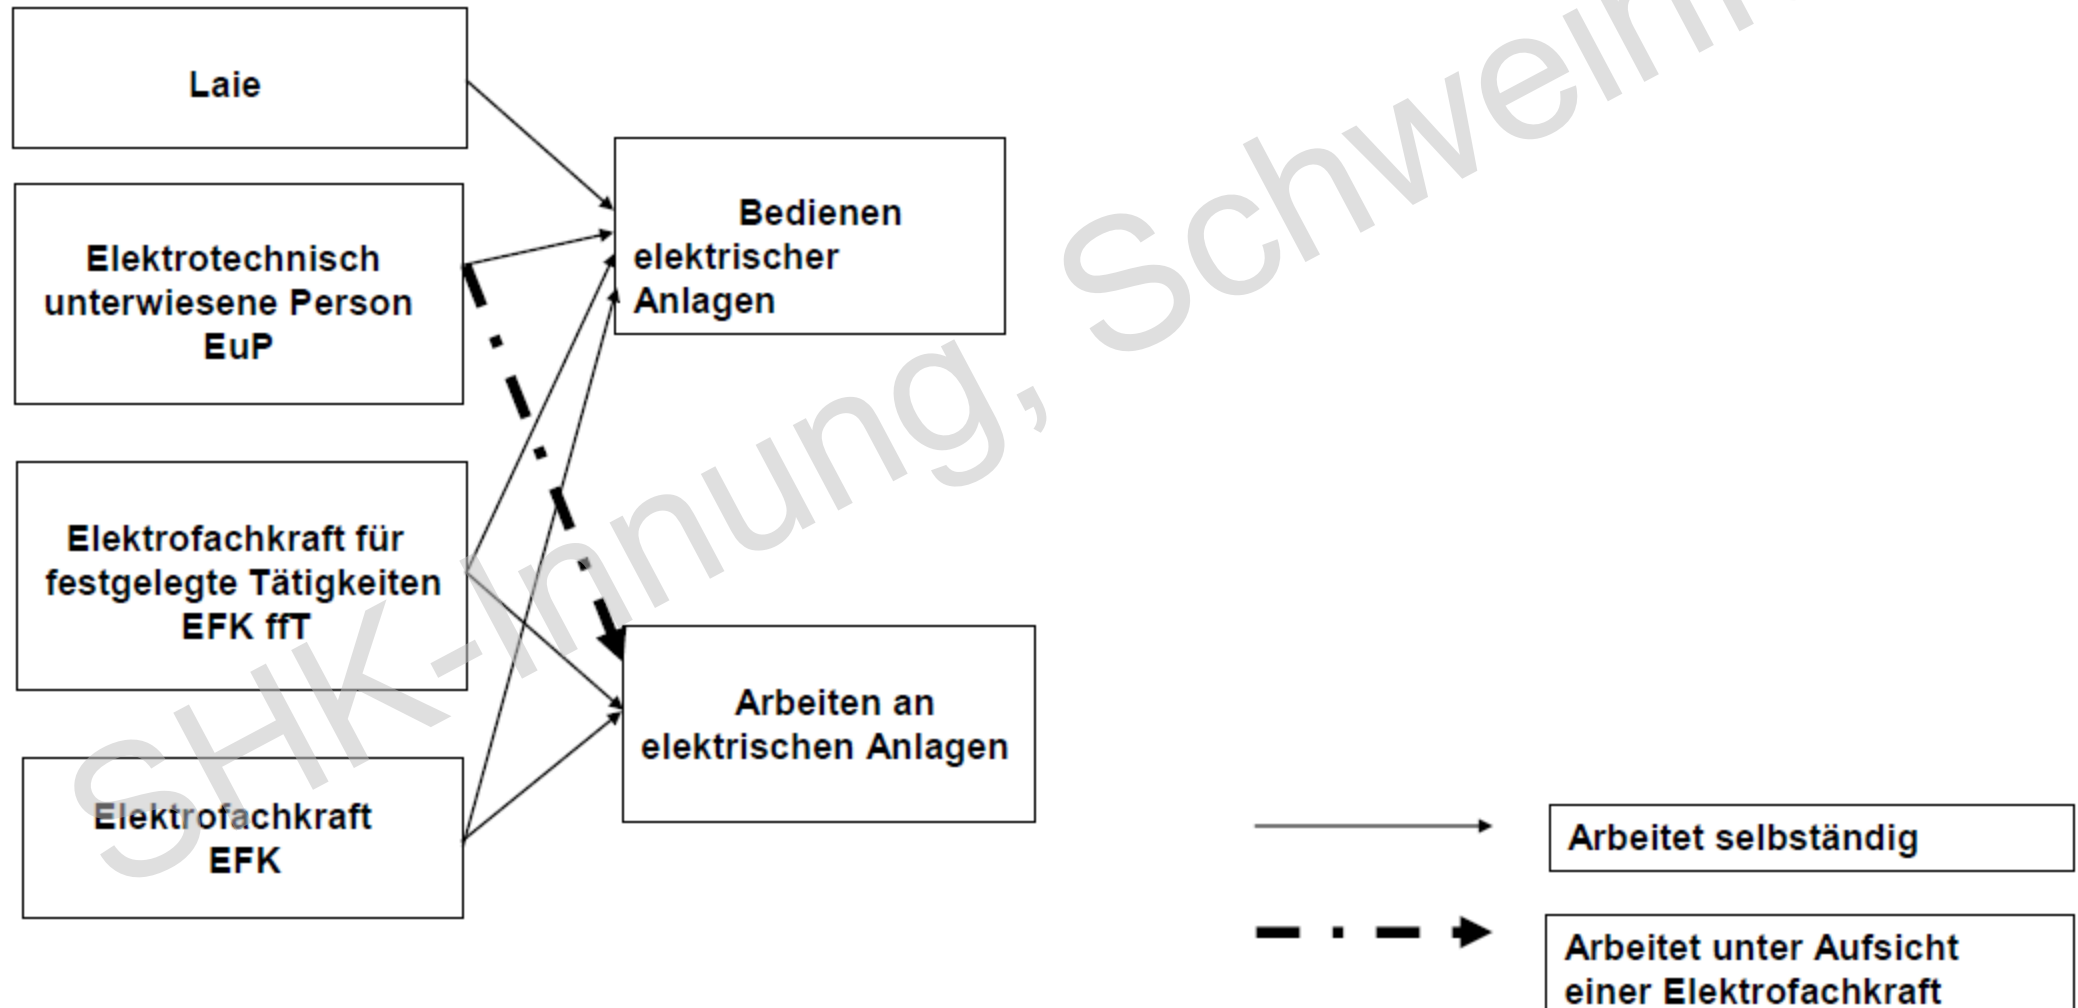 Laie
Elektrotechnisch
unterwiesene Person
EuP
Elektrofachkraft für
festgelegte Tätigkeiten
EFK ffT
Elektrofachkraft
EFK
Bedienen
elektrischer
Anlagen
Arbeiten an
elektrischen Anlagen
Arbeitet selbständig
Arbeitet unter Aufsicht
einer Elektrofachkraft
SHK-Innung,